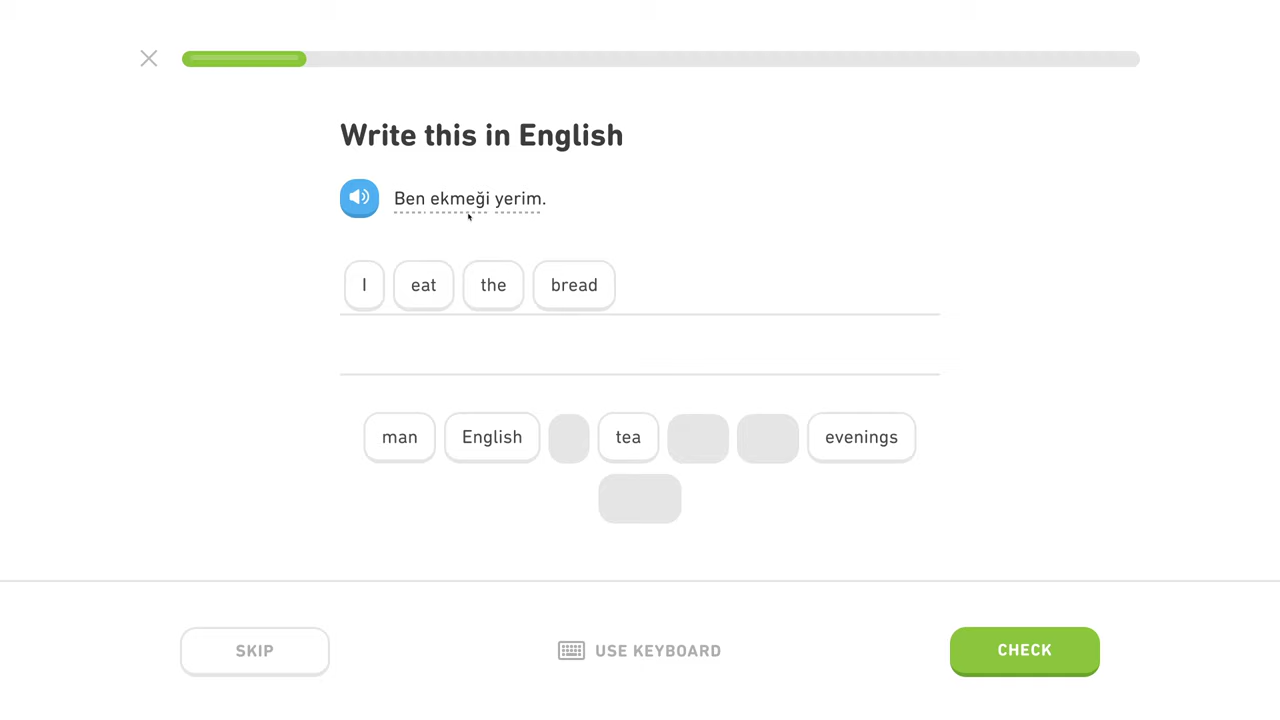 Write this in English
Ben ekmeği yerim.
I eat the bread
man English tea evenings
SKIP USE KEYBOARD CHECK